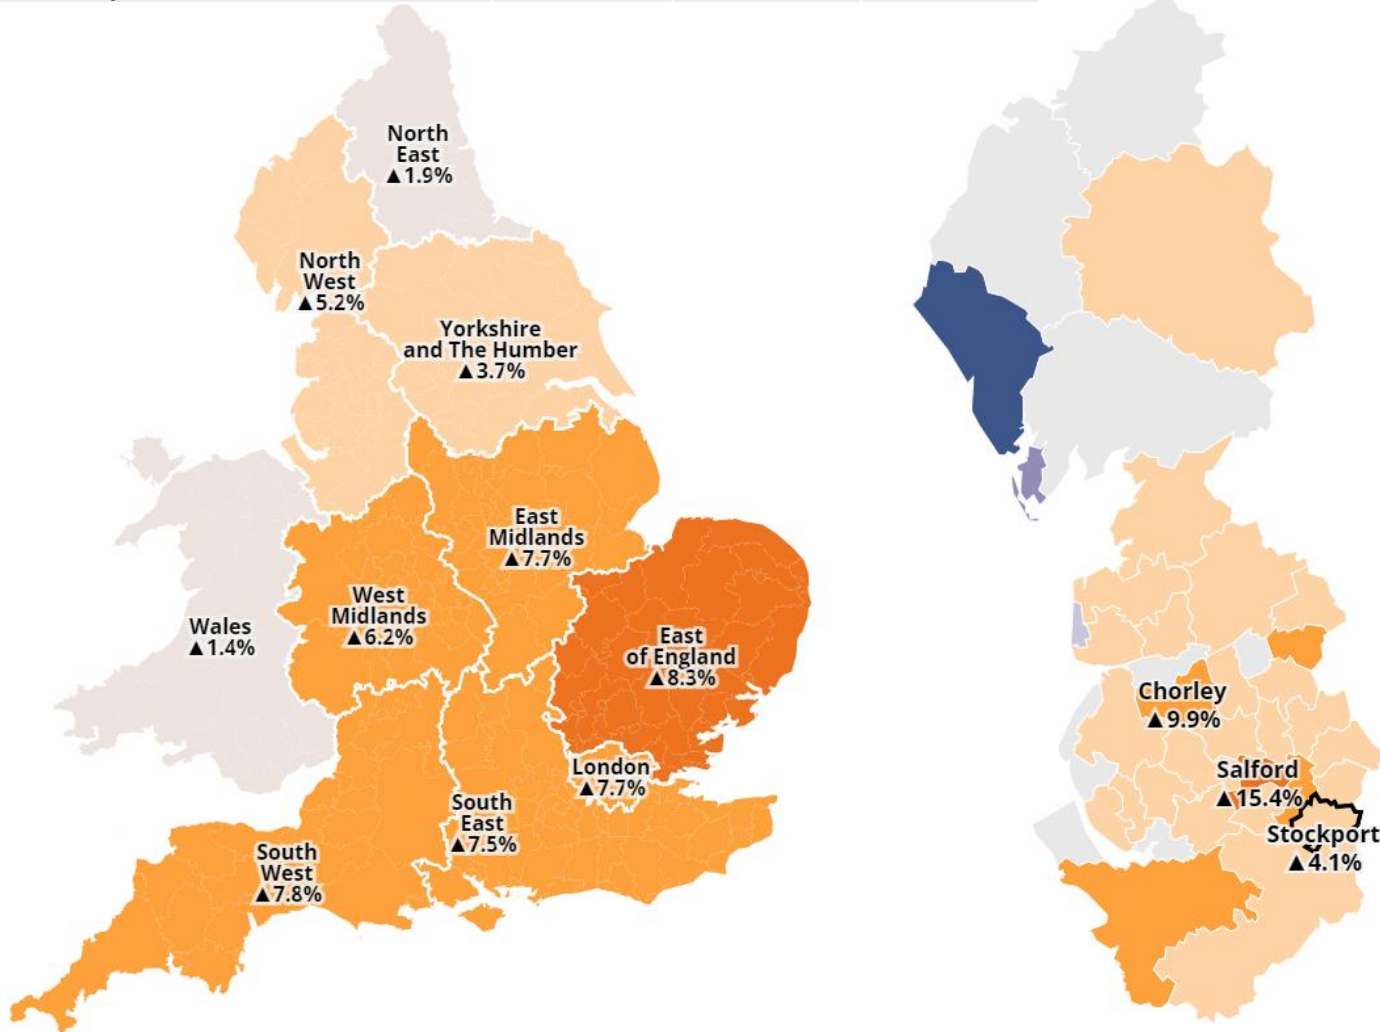 North
East
▲1.9%
North
West
▲5.2%
Yorkshire
and The Humber
▲3.7%
East
Midlands
▲7.7%
West
Midlands
▲6.2%
Wales
▲1.4%
East
of England
▲8.3%
London
▲7.7%
South
East
▲7.5%
South
West
▲7.8%
Chorley
▲9.9%
Salford
▲15.4%
Stockport
▲4.1%